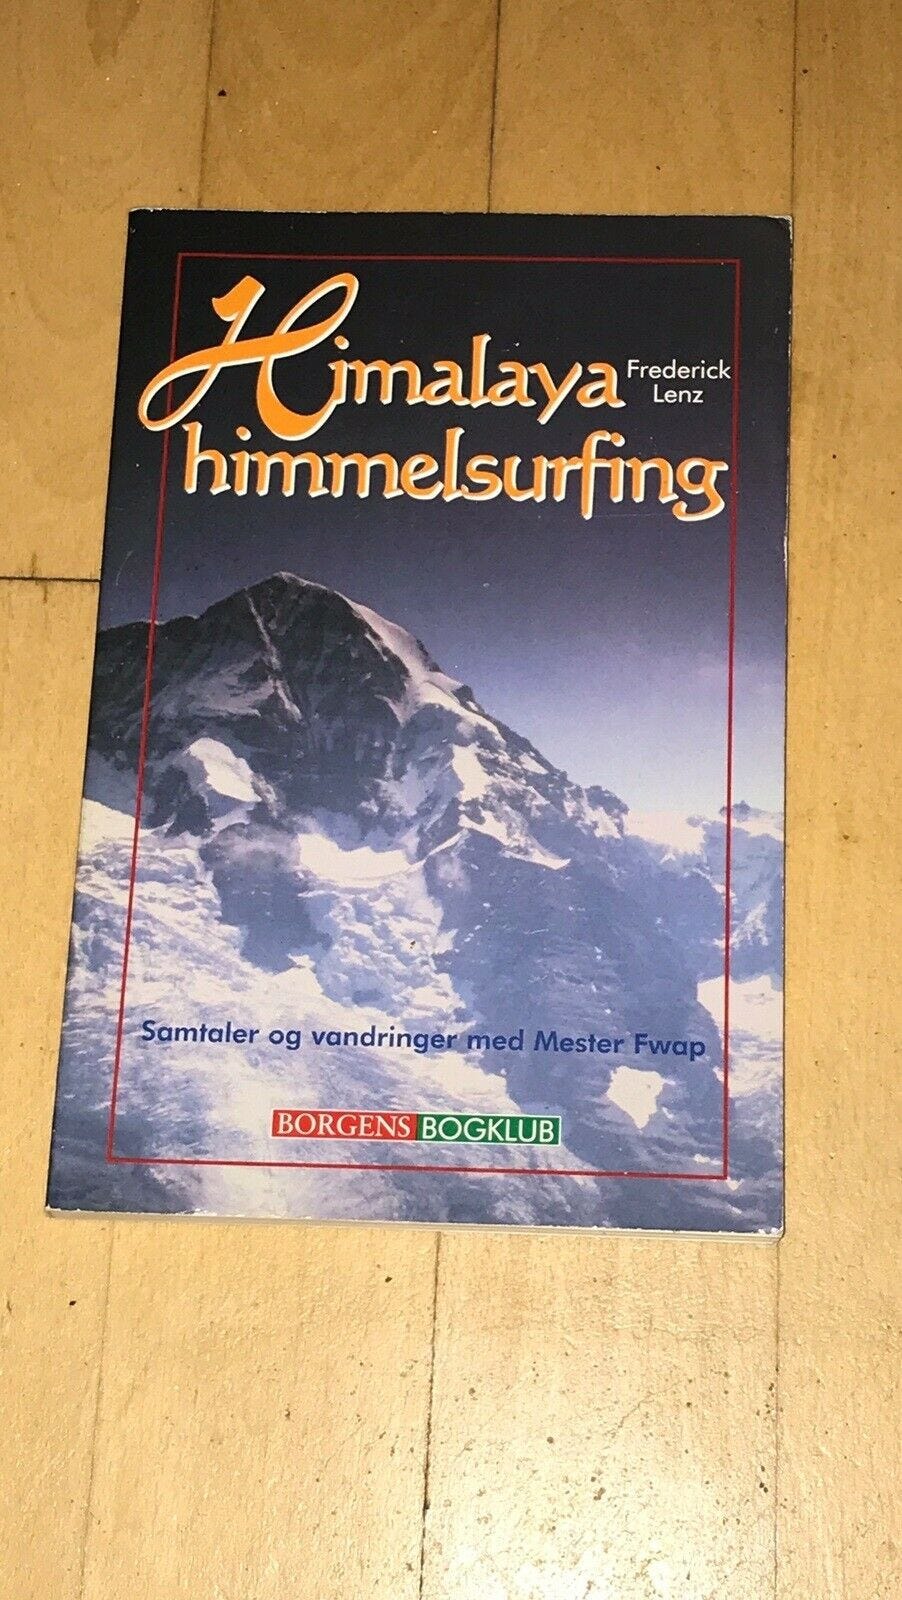 Himalaya
Frederick
Lenz
himmelsurfing
Samtaler og vandringer med Mester Fwap
BORGENS BOGKLUB